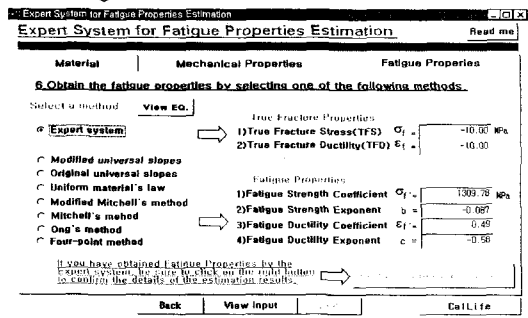 Expert System for Fatigue Properties Estimation
Expert System for Fatigue Properties Estimation
Read me
Material Mechanical Properties Fatigue Properies
6.Obtain the fatigue properties by selecting one of the following methods.
Select a method View EQ.
True Fracture Properties
Expert system
1)True Fracture Stress(TFS) σf = -10.00 MPa
2)True Fracture Ductility(TFD) εf = -10.00
Modified universal slopes
Original universal slopes
Uniform material's law
Modified Mitchell's method
Mitchell's mehod
Ong's method
Four-point method
Fatigue Properties
1)Fatigue Strength Coefficient σf'= 1309.78 MPa
2)Fatigue Strength Exponent b = -0.087
3)Fatigue Ductility Coefficient εf'= 0.49
4)Fatigue Ductility Exponent c = -0.56
If you have obtained Fatigue Properties by the
Expert system, be sure to click on the right button
to confirm the details of the estimation results.
Back View Input CalLife